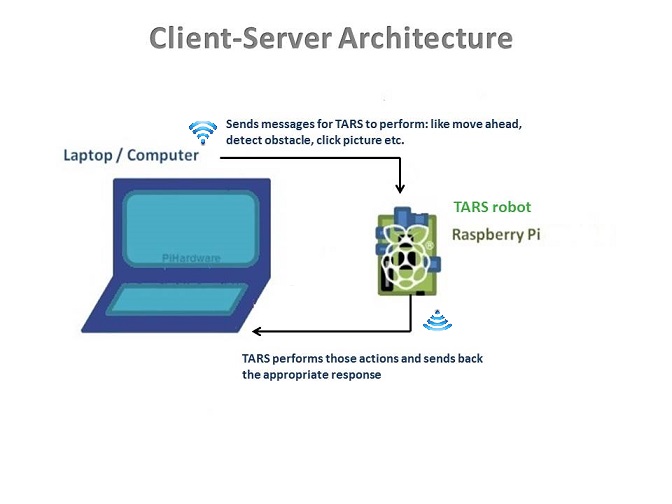 Client-Server Architecture
Sends messages for TARS to perform: like move ahead,
detect obstacle, click picture etc.
Laptop / Computer
TARS robot
Raspberry Pi
PiHardware
®
TARS performs those actions and sends back
the appropriate response